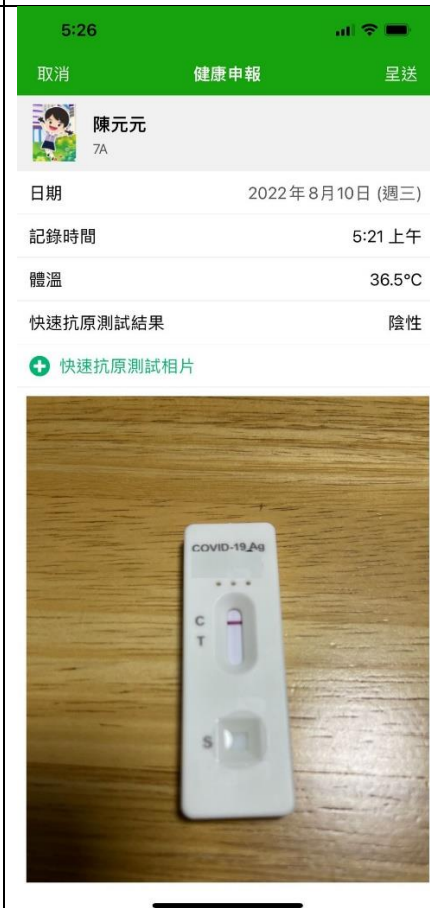 5:26
取消 健康申報 呈送
陳元元
7A
日期 2022年8月10日 (週三)
記錄時間 5:21 上午
體溫 36.5°C
快速抗原測試結果 陰性
快速抗原測試相片
COVID-19 Ag
C
T
S